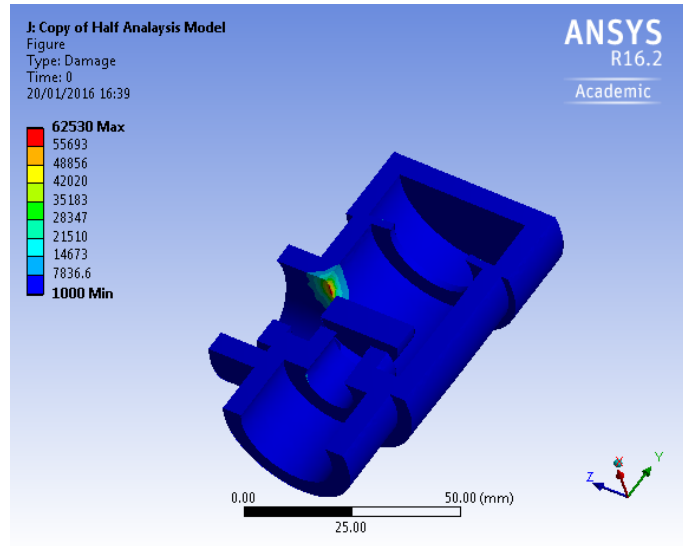 J: Copy of Half Analaysis Model
Figure
Type: Damage
Time: 0
20/01/2016 16:39
ANSYS
R16.2
Academic
62530 Max
55693
48856
42020
35183
28347
21510
14673
7836.6
1000 Min
0.00
50.00 (mm)
25.00
Z
X
Y